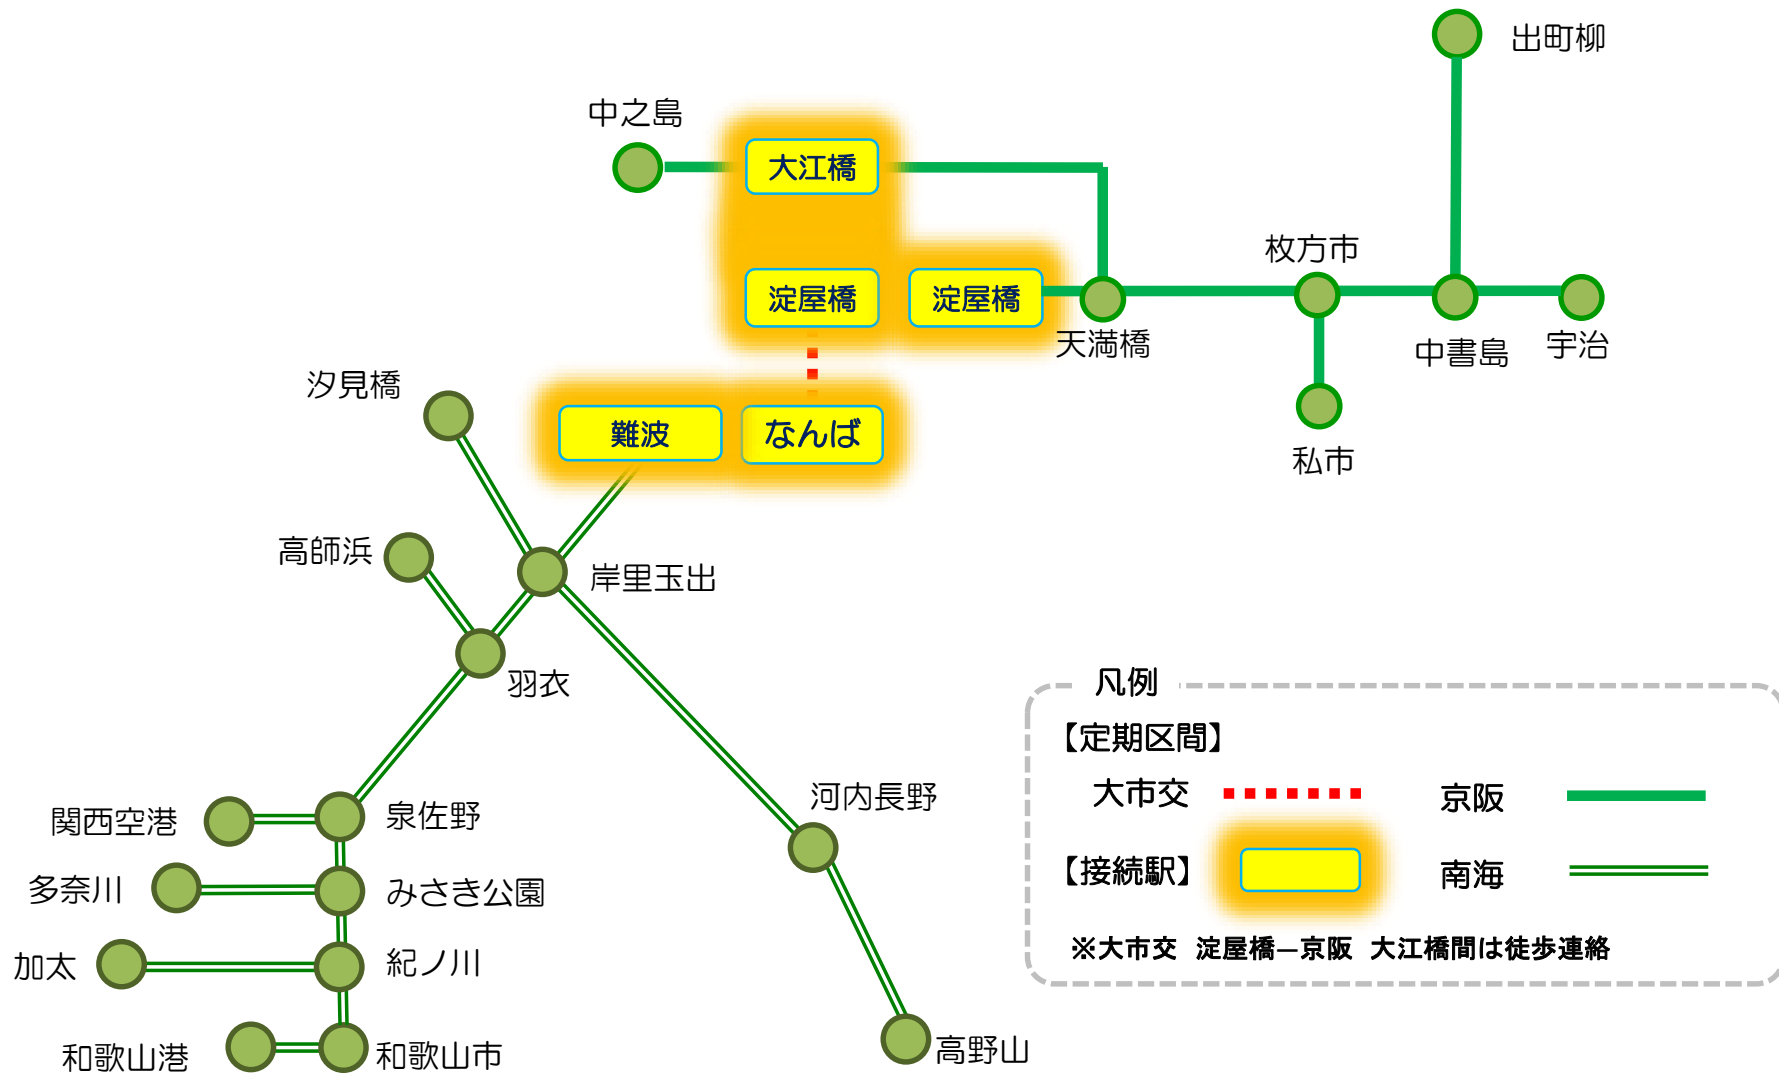 出町柳
中之島
大江橋
枚方市
淀屋橋
淀屋橋
天満橋
中書島
宇治
汐見橋
難波
なんば
私市
高師浜
岸里玉出
羽衣
凡例
【定期区間】
大市交
京阪
河内長野
関西空港
泉佐野
【接続駅】
南海
多奈川
みさき公園
※大市交 淀屋橋―京阪 大江橋間は徒歩連絡
加太
紀ノ川
和歌山港
和歌山市
高野山